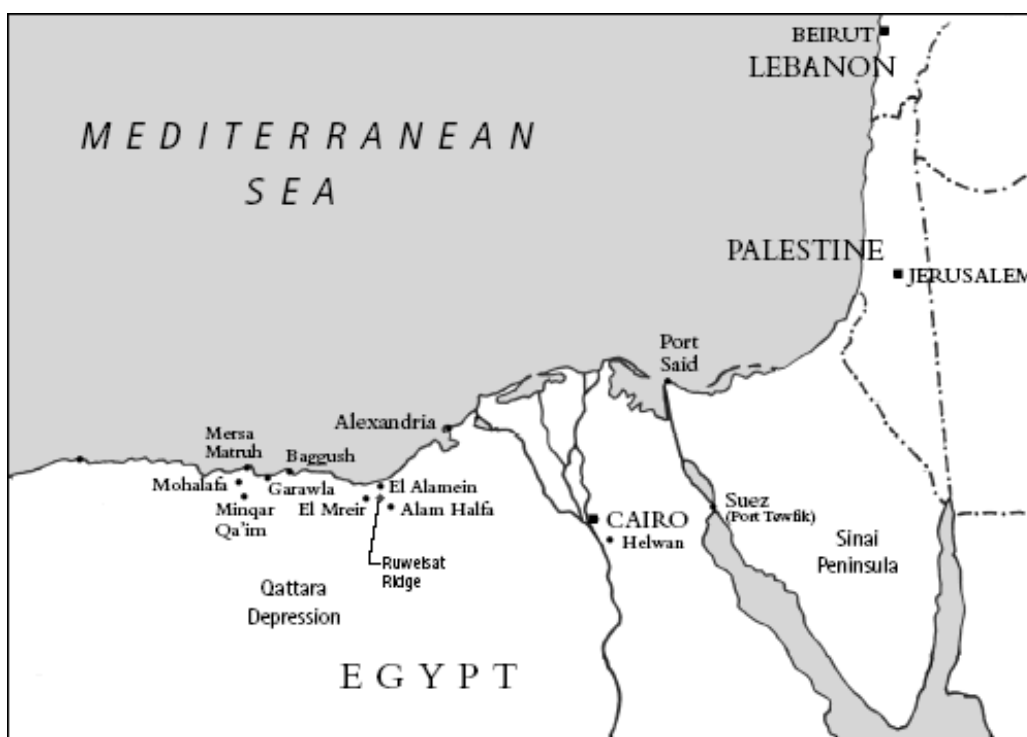 BEIRUT
LEBANON
MEDITERRANEAN
SEA
PALESTINE
JERUSALEM
Port
Said
Alexandria
Mersa
Matruh
Baggush
Mohalafa
Garawla
El Alamein
Minqar
Qa'im
El Mreir
Alam Halfa
Suez
(Port Tewfik)
CAIRO
Helwan
Sinai
Peninsula
Ruweisat
Ridge
Qattara
Depression
EGYPT